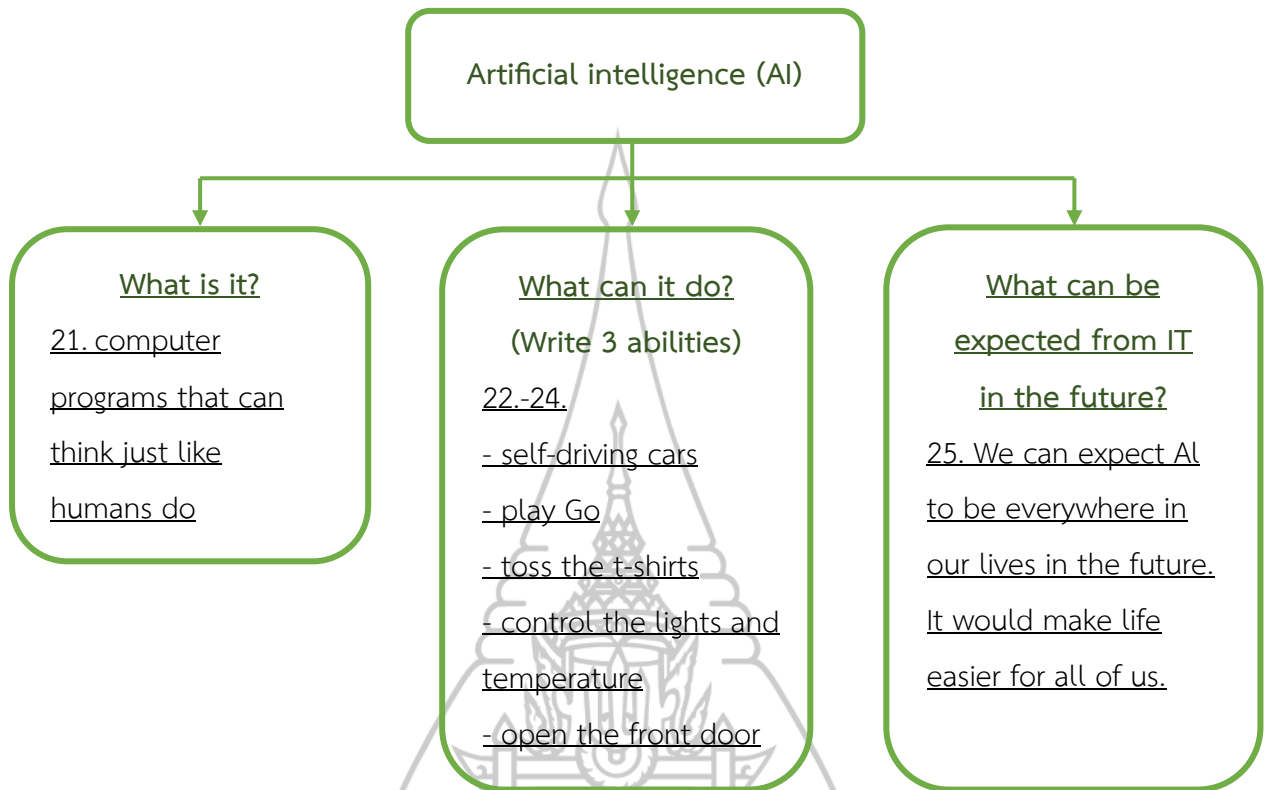 Artificial intelligence (AI)
What is it?
21. computer
programs that can
think just like
humans do
What can it do?
(Write 3 abilities)
22.-24.
- self-driving cars
- play Go
- toss the t-shirts
- control the lights and
temperature
- open the front door
What can be
expected from IT
in the future?
25. We can expect Al
to be everywhere in
our lives in the future.
It would make life
easier for all of us.